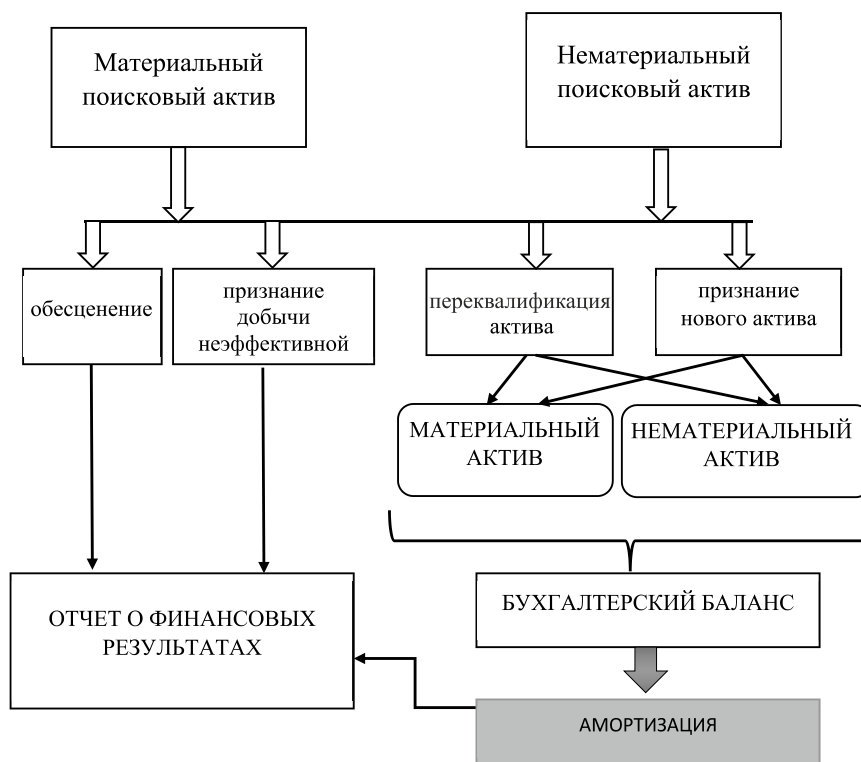 Материальный
поисковый актив
Нематериальный
поисковый актив
обесценение
признание
добычи
неэффективной
переквалификация
актива
признание
нового актива
МАТЕРИАЛЬНЫЙ
АКТИВ
НЕМАТЕРИАЛЬНЫЙ
АКТИВ
ОТЧЕТ О ФИНАНСОВЫХ
РЕЗУЛЬТАТАХ
БУХГАЛТЕРСКИЙ БАЛАНС
АМОРТИЗАЦИЯ